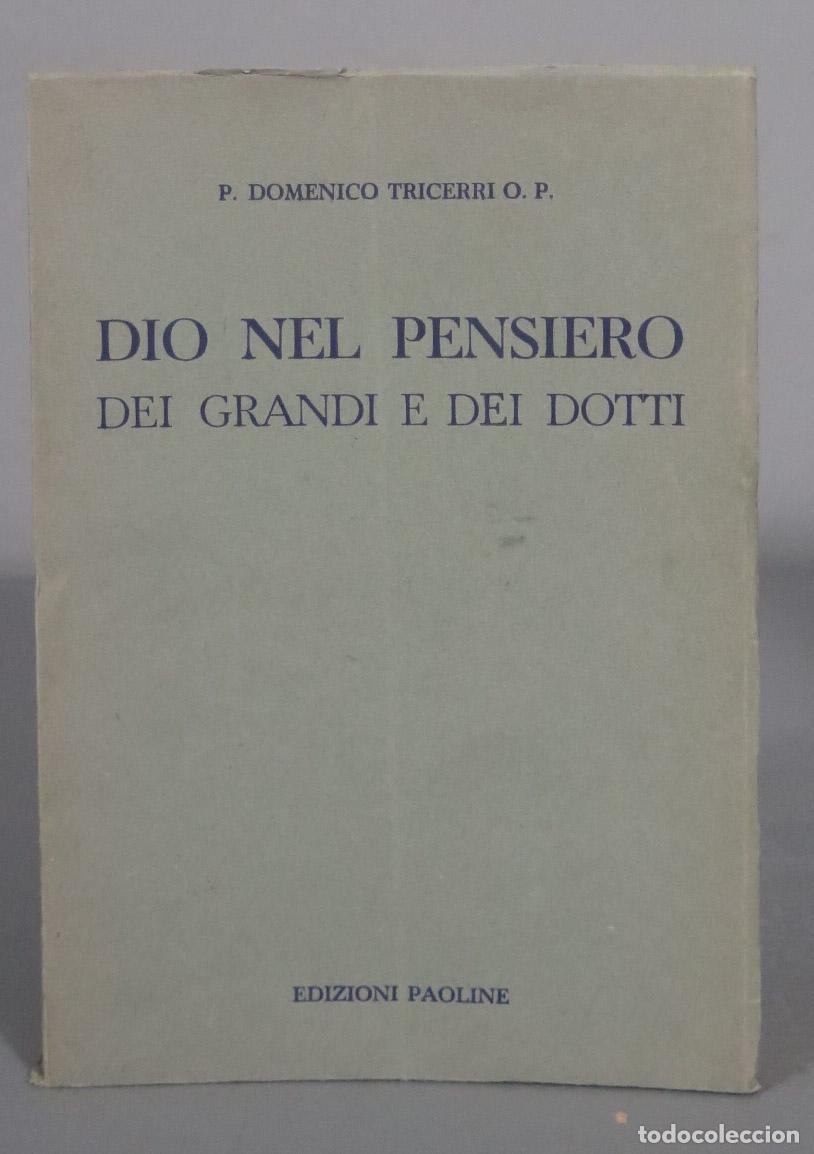 P. DOMENICO TRICERRI O. P.
DIO NEL PENSIERO
DEI GRANDI E DEI DOTTI
EDIZIONI PAOLINE
todocoleccion